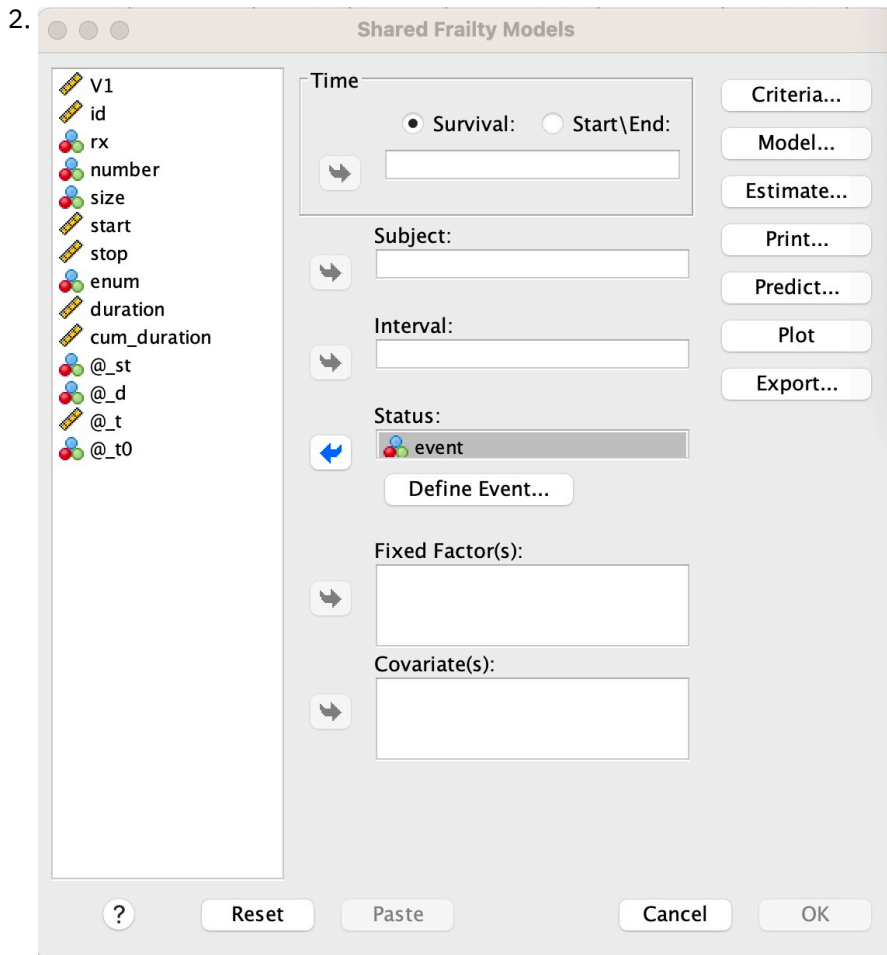 2.
Shared Frailty Models
V1
id
rx
number
size
start
stop
enum
duration
cum_duration
@_st
@_d
@_t
@_t0
Time
Survival:
Start\End:
Subject:
Interval:
Status:
event
Define Event...
Fixed Factor(s):
Covariate(s):
Criteria...
Model...
Estimate...
Print...
Predict...
Plot
Export...
?
Reset
Paste
Cancel
OK